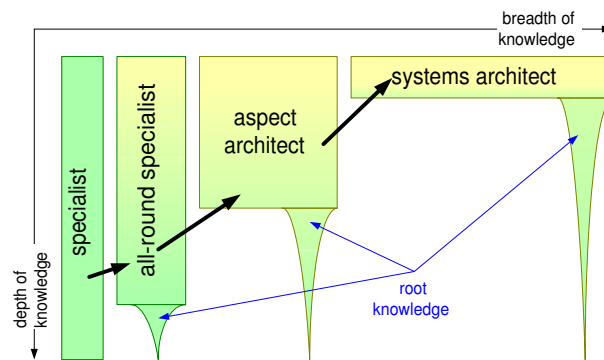 breadth of
knowledge
systems architect
aspect
architect
all-round specialist
specialist
root
knowledge
depth of
knowledge